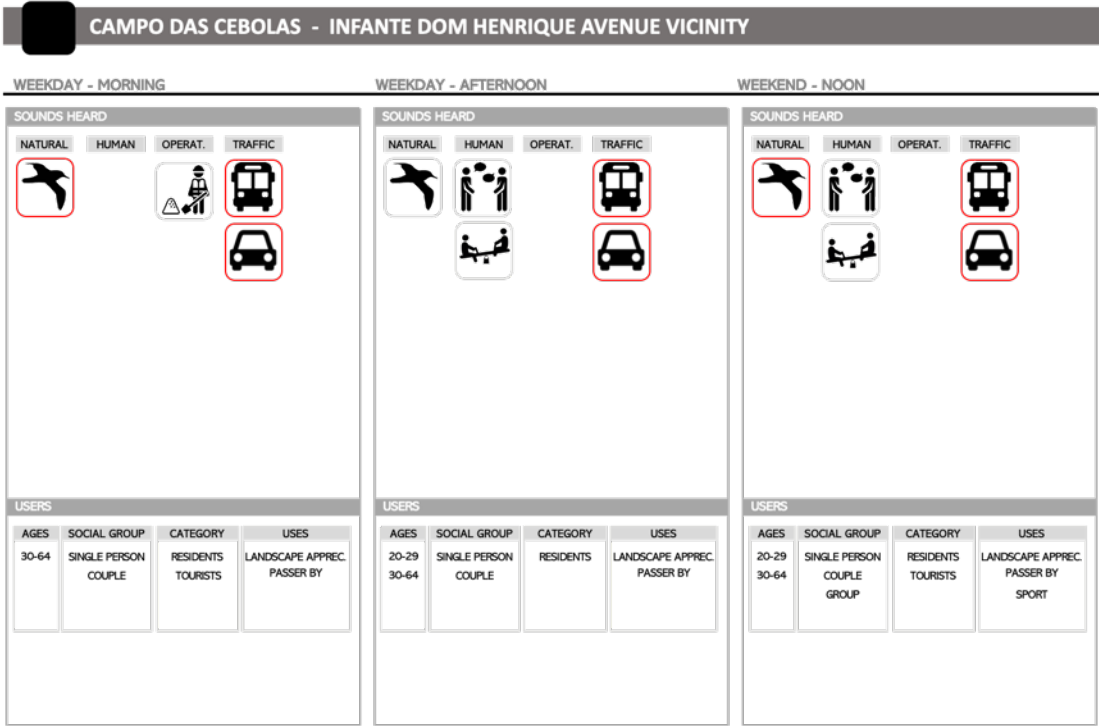 CAMPO DAS CEBOLAS - INFANTE DOM HENRIQUE AVENUE VICINITY
WEEKDAY - MORNING
SOUNDS HEARD
NATURAL HUMAN OPERAT. TRAFFIC
USERS
AGES SOCIAL GROUP CATEGORY USES
30-64 SINGLE PERSON RESIDENTS LANDSCAPE APPREC.
COUPLE TOURISTS PASSER BY
WEEKDAY - AFTERNOON
SOUNDS HEARD
NATURAL HUMAN OPERAT. TRAFFIC
USERS
AGES SOCIAL GROUP CATEGORY USES
20-29 SINGLE PERSON RESIDENTS LANDSCAPE APPREC.
30-64 COUPLE PASSER BY
WEEKEND - NOON
SOUNDS HEARD
NATURAL HUMAN OPERAT. TRAFFIC
USERS
AGES SOCIAL GROUP CATEGORY USES
20-29 SINGLE PERSON RESIDENTS LANDSCAPE APPREC.
30-64 COUPLE TOURISTS PASSER BY
GROUP SPORT